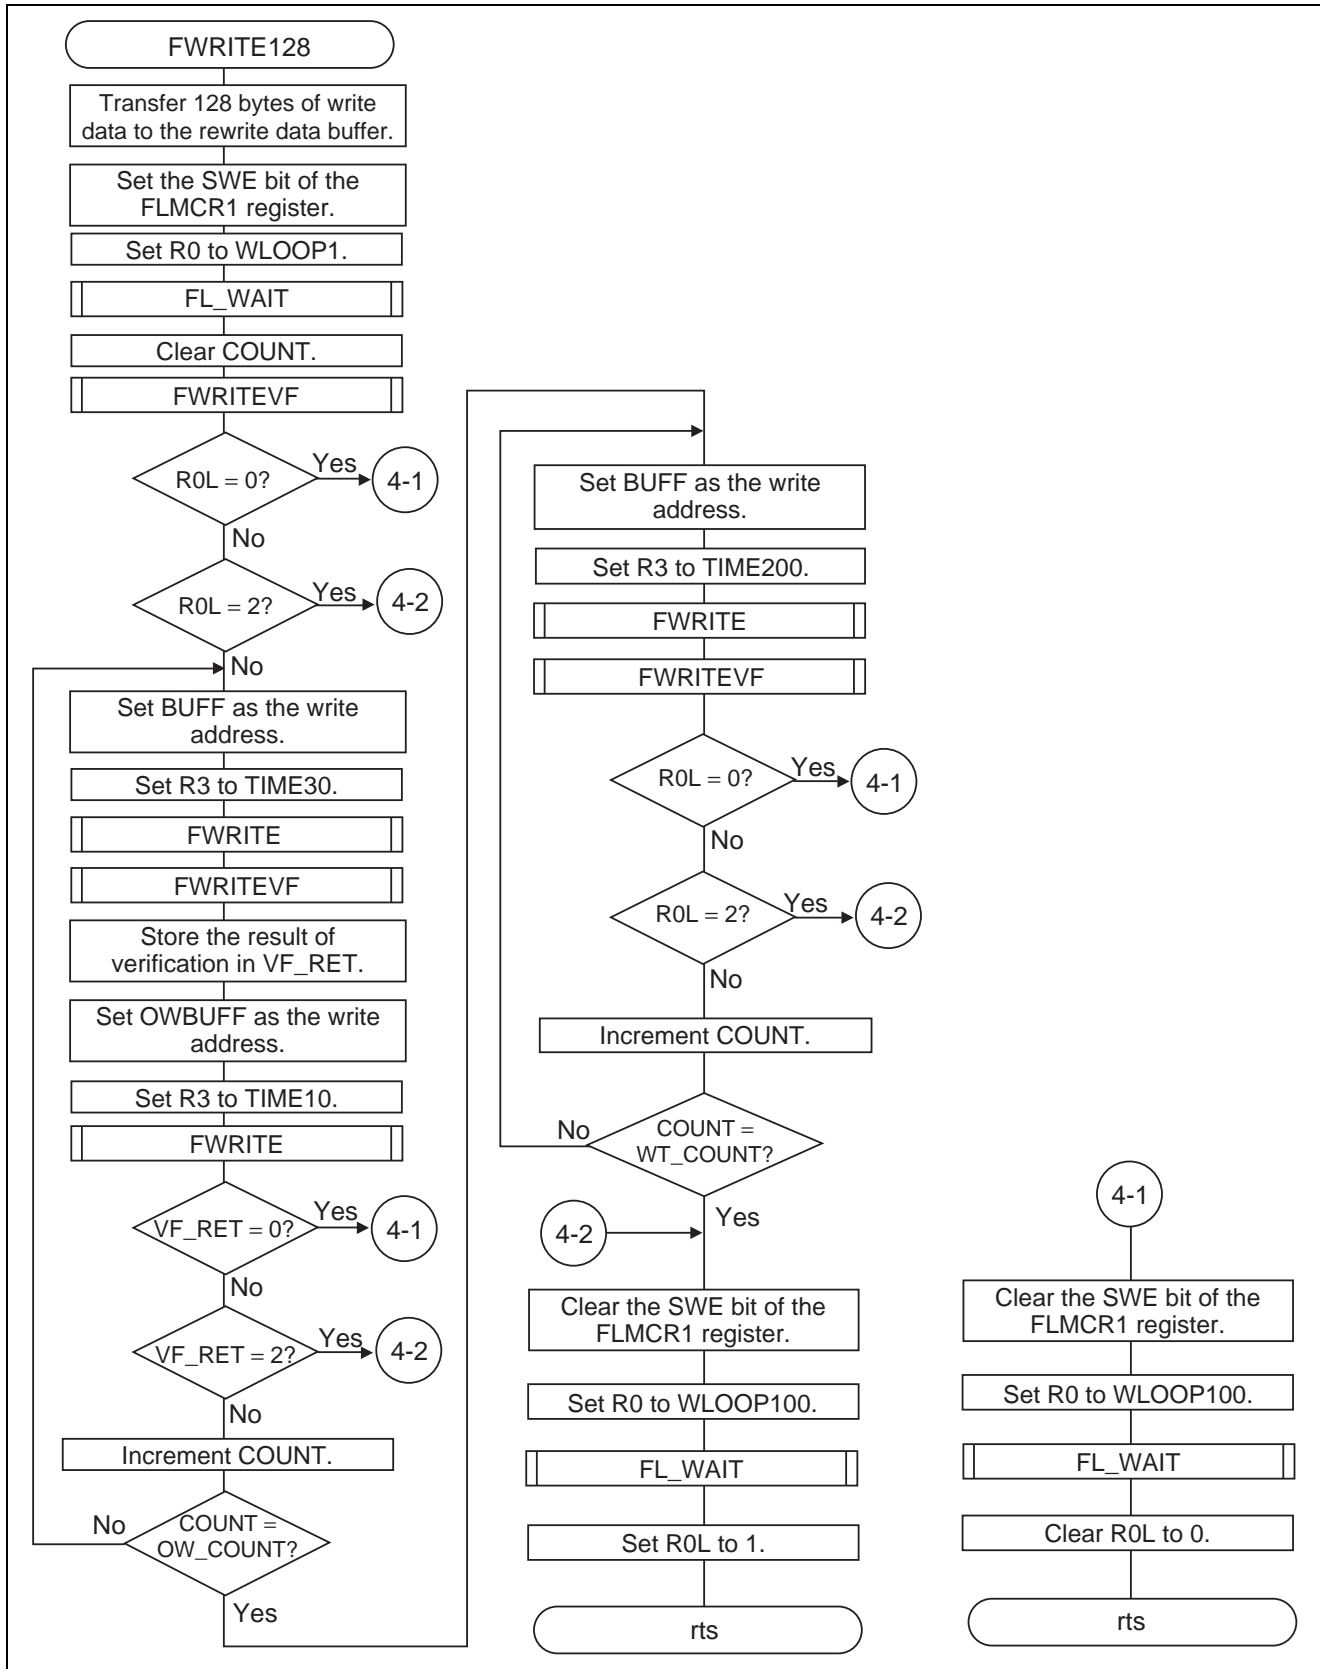 FWRITE128
Transfer 128 bytes of write
data to the rewrite data buffer.
Set the SWE bit of the
FLMCR1 register.
Set R0 to WLOOP1.
FL_WAIT
Clear COUNT.
FWRITEVF
R0L = 0?
Yes
4-1
No
R0L = 2?
Yes
4-2
No
Set BUFF as the write
address.
Set R3 to TIME30.
FWRITE
FWRITEVF
Store the result of
verification in VF_RET.
Set OWBUFF as the write
address.
Set R3 to TIME10.
FWRITE
VF_RET = 0?
Yes
4-1
No
VF_RET = 2?
Yes
4-2
No
Increment COUNT.
No
COUNT =
OW_COUNT?
Yes
Set BUFF as the write
address.
Set R3 to TIME200.
FWRITE
FWRITEVF
R0L = 0?
Yes
4-1
No
R0L = 2?
Yes
4-2
No
Increment COUNT.
No
COUNT =
WT_COUNT?
Yes
4-2
Clear the SWE bit of the
FLMCR1 register.
Set R0 to WLOOP100.
FL_WAIT
Set R0L to 1.
rts
4-1
Clear the SWE bit of the
FLMCR1 register.
Set R0 to WLOOP100.
FL_WAIT
Clear R0L to 0.
rts